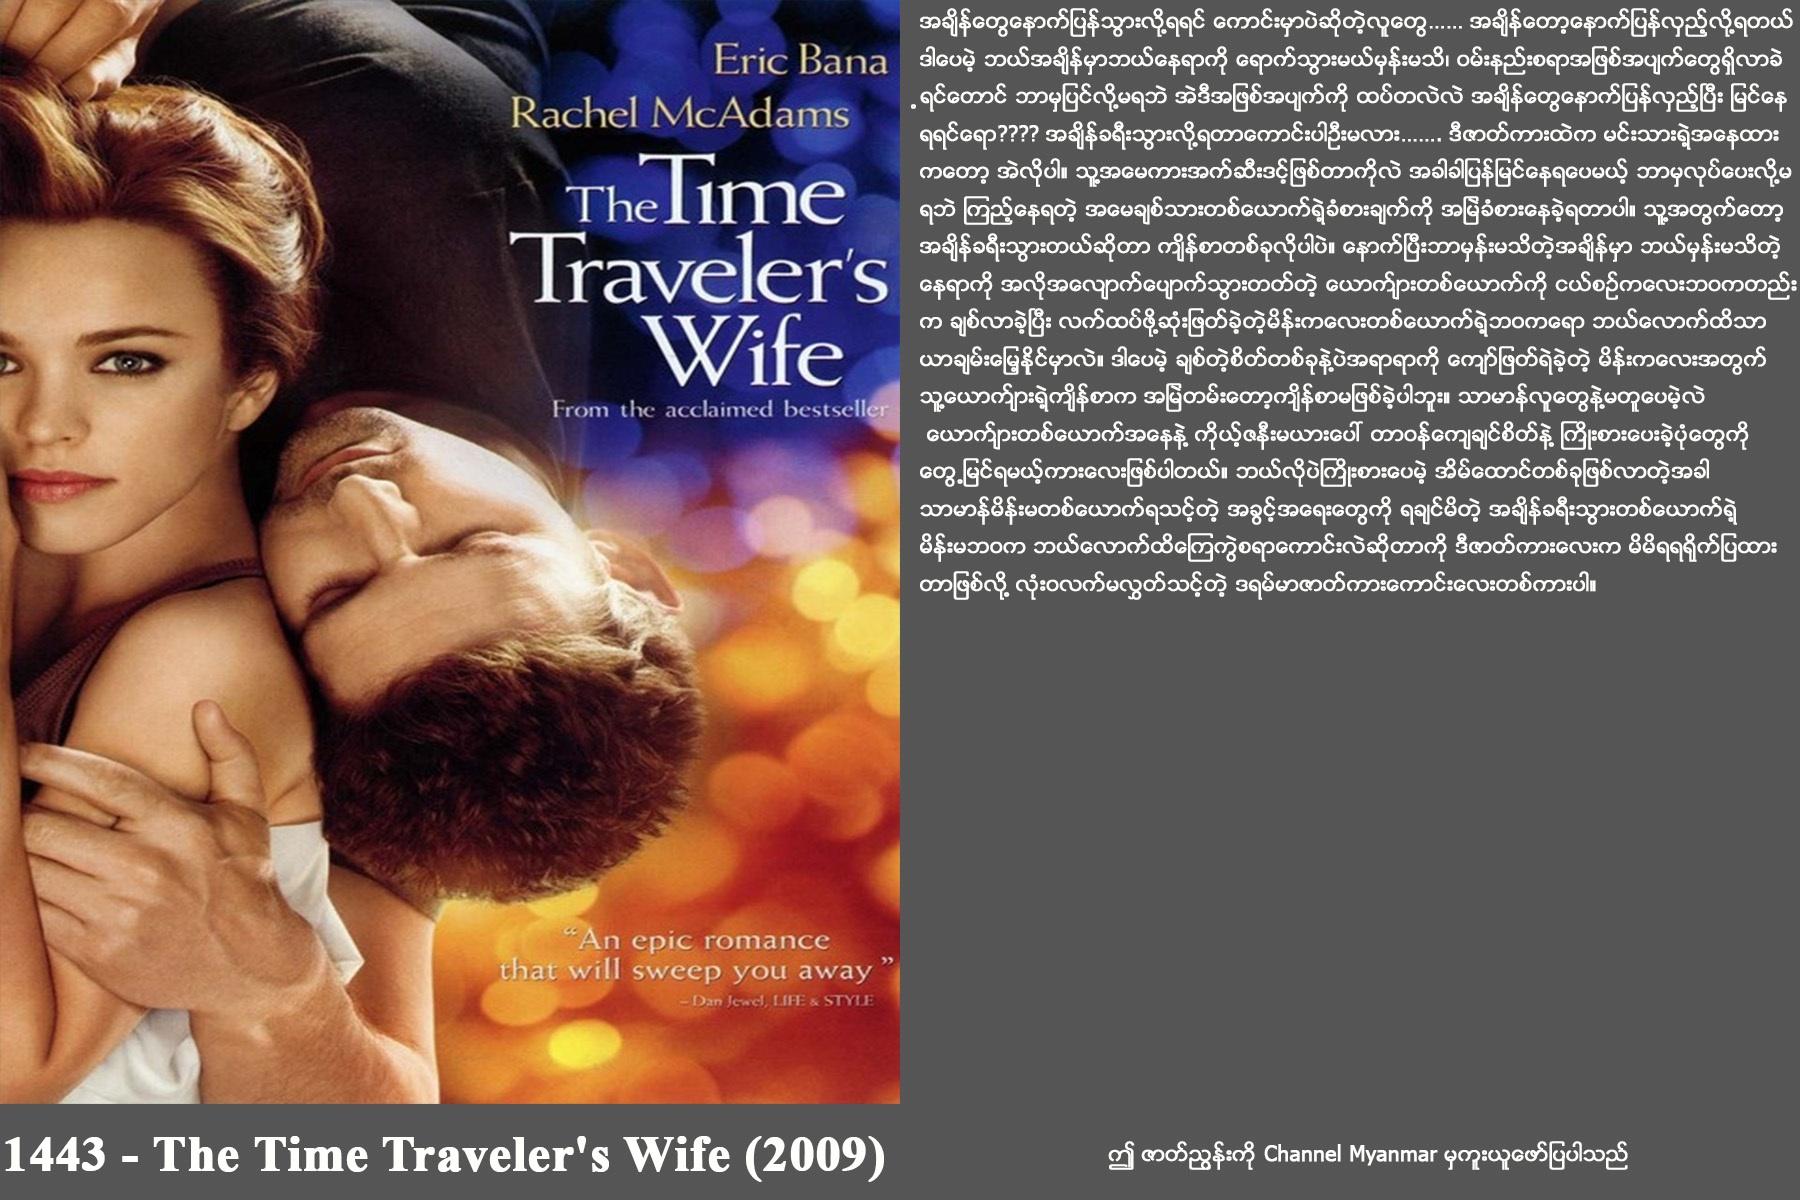 Eric Bana
Rachel McAdams
The Time
Traveler's
Wife
From the acclaimed bestseller
“An epic romance
that will sweep you away”
– Dan Jewel, LIFE & STYLE
1443 - The Time Traveler's Wife (2009)
အချိန်တွေနောက်ပြန်သွားလို့ရရင် ကောင်းမှာပဲဆိုတဲ့လူတွေ...... အချိန်တော့နောက်ပြန်လှည့်လို့ရတယ်
ဒါပေမဲ့ ဘယ်အချိန်မှာဘယ်နေရာကို ရောက်သွားမယ်မှန်းမသိ၊ ဝမ်းနည်းစရာအဖြစ်အပျက်တွေရှိလာခဲ
့ရင်တောင် ဘာမှပြင်လို့မရဘဲ အဲဒီအဖြစ်အပျက်ကို ထပ်တလဲလဲ အချိန်တွေနောက်ပြန်လှည့်ပြီး မြင်နေ
ရရင်ရော???? အချိန်ခရီးသွားလို့ရတာကောင်းပါဦးမလား....... ဒီဇာတ်ကားထဲက မင်းသားရဲ့အနေထား
ကတော့ အဲလိုပါ။ သူ့အမေကားအက်ဆီးဒင့်ဖြစ်တာကိုလဲ အခါခါပြန်မြင်နေရပေမယ့် ဘာမှလုပ်ပေးလို့မ
ရဘဲ ကြည့်နေရတဲ့ အမေချစ်သားတစ်ယောက်ရဲ့ခံစားချက်ကို အမြဲခံစားနေခဲ့ရတာပါ။ သူ့အတွက်တော့
အချိန်ခရီးသွားတယ်ဆိုတာ ကျိန်စာတစ်ခုလိုပါပဲ။ နောက်ပြီးဘာမှန်းမသိတဲ့အချိန်မှာ ဘယ်မှန်းမသိတဲ့
နေရာကို အလိုအလျောက်ပျောက်သွားတတ်တဲ့ ယောက်ျားတစ်ယောက်ကို ငယ်စဉ်ကလေးဘဝကတည်း
က ချစ်လာခဲ့ပြီး လက်ထပ်ဖို့ဆုံးဖြတ်ခဲ့တဲ့မိန်းကလေးတစ်ယောက်ရဲ့ဘဝကရော ဘယ်လောက်ထိသာ
ယာချမ်းမြေ့နိုင်မှာလဲ။ ဒါပေမဲ့ ချစ်တဲ့စိတ်တစ်ခုနဲ့ပဲအရာရာကို ကျော်ဖြတ်ရဲခဲ့တဲ့ မိန်းကလေးအတွက်
သူ့ယောက်ျားရဲ့ကျိန်စာက အမြဲတမ်းတော့ကျိန်စာမဖြစ်ခဲ့ပါဘူး။ သာမာန်လူတွေနဲ့မတူပေမဲ့လဲ
ယောက်ျားတစ်ယောက်အနေနဲ့ ကိုယ့်ဇနီးမယားပေါ် တာဝန်ကျေချင်စိတ်နဲ့ ကြိုးစားပေးခဲ့ပုံတွေကို
တွေ့မြင်ရမယ့်ကားလေးဖြစ်ပါတယ်။ ဘယ်လိုပဲကြိုးစားပေမဲ့ အိမ်ထောင်တစ်ခုဖြစ်လာတဲ့အခါ
သာမာန်မိန်းမတစ်ယောက်ရသင့်တဲ့ အခွင့်အရေးတွေကို ရချင်မိတဲ့ အချိန်ခရီးသွားတစ်ယောက်ရဲ့
မိန်းမဘဝက ဘယ်လောက်ထိကြေကွဲစရာကောင်းလဲဆိုတာကို ဒီဇာတ်ကားလေးက မိမိရရရိုက်ပြထား
တာဖြစ်လို့ လုံးဝလက်မလွှတ်သင့်တဲ့ ဒရမ်မာဇာတ်ကားကောင်းလေးတစ်ကားပါ။
ဤ ဇာတ်ညွှန်းကို Channel Myanmar မှကူးယူဖော်ပြပါသည်